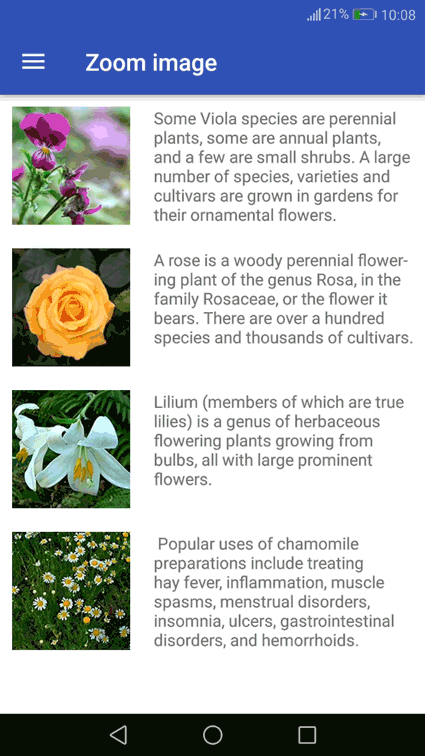 21% 10:08
Zoom image
Some Viola species are perennial
plants, some are annual plants,
and a few are small shrubs. A large
number of species, varieties and
cultivars are grown in gardens for
their ornamental flowers.
A rose is a woody perennial flower-
ing plant of the genus Rosa, in the
family Rosaceae, or the flower it
bears. There are over a hundred
species and thousands of cultivars.
Lilium (members of which are true
lilies) is a genus of herbaceous
flowering plants growing from
bulbs, all with large prominent
flowers.
Popular uses of chamomile
preparations include treating
hay fever, inflammation, muscle
spasms, menstrual disorders,
insomnia, ulcers, gastrointestinal
disorders, and hemorrhoids.